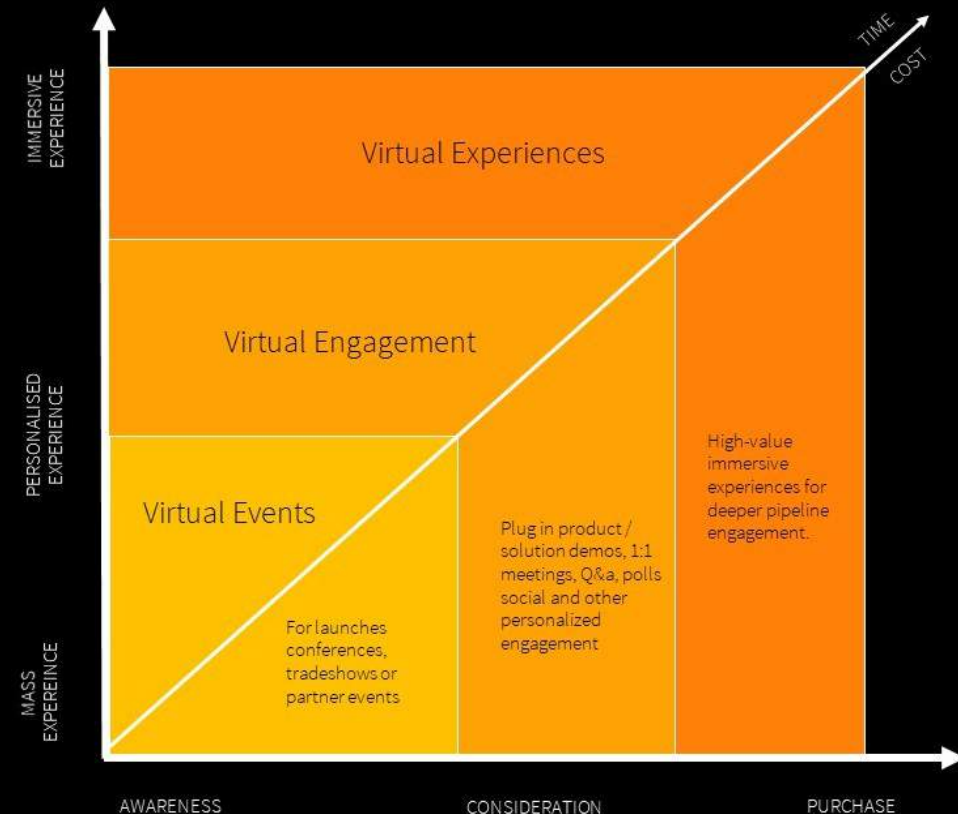 TIME
COST
IMMERSIVE
EXPERIENCE
Virtual Experiences
Virtual Engagement
PERSONALISED
EXPERIENCE
High-value
immersive
experiences for
deeper pipeline
engagement.
Virtual Events
Plug in product /
solution demos, 1:1
meetings, Q&a, polls
social and other
personalized
engagement
For launches
conferences,
tradeshows or
partner events
MASS
EXPEREINCE
AWARENESS
CONSIDERATION
PURCHASE